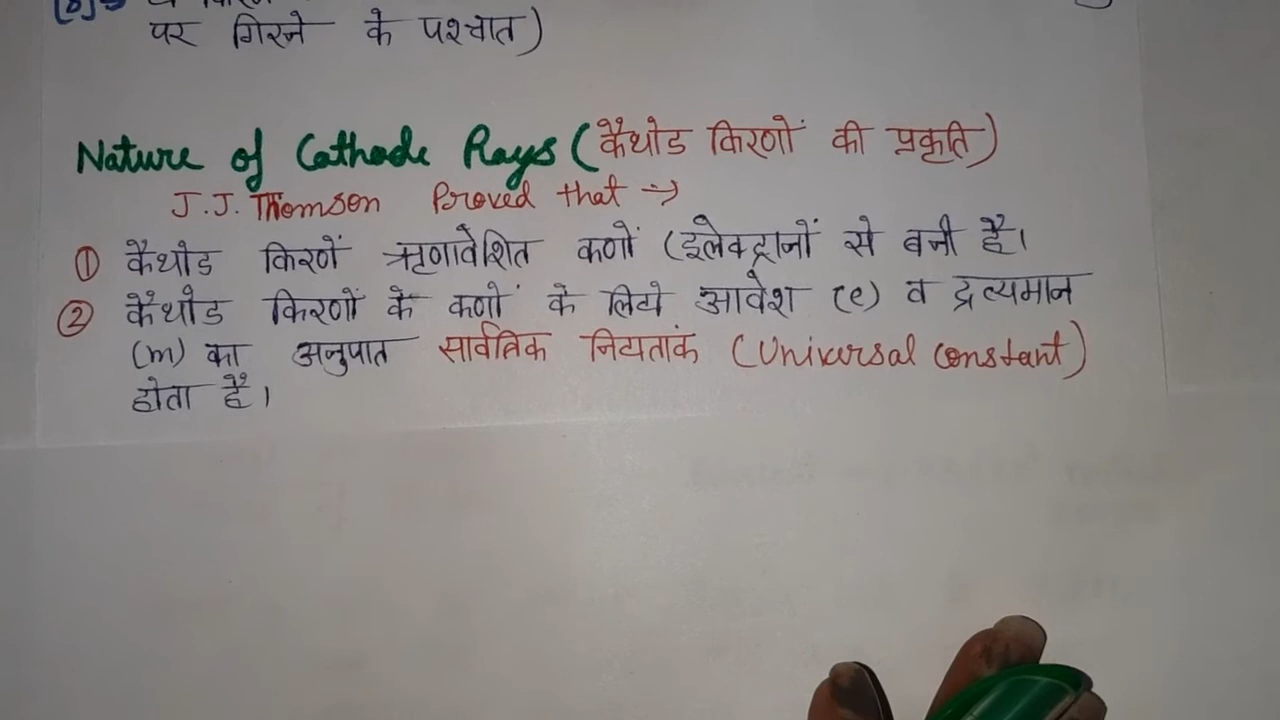 पर गिरने के पश्चात)
Nature of Cathode Rays (कैथोड किरणों की प्रकृति)
J.J. Thomson Proved that →
① कैथोड किरणें ऋणावेशित कणों (इलेक्ट्रानों से बनी है।
② कैथोड किरणों के कणों के लिये आवेश (e) व द्रव्यमान
(m) का अनुपात सार्वत्रिक नियतांक (Universal constant)
होता है।